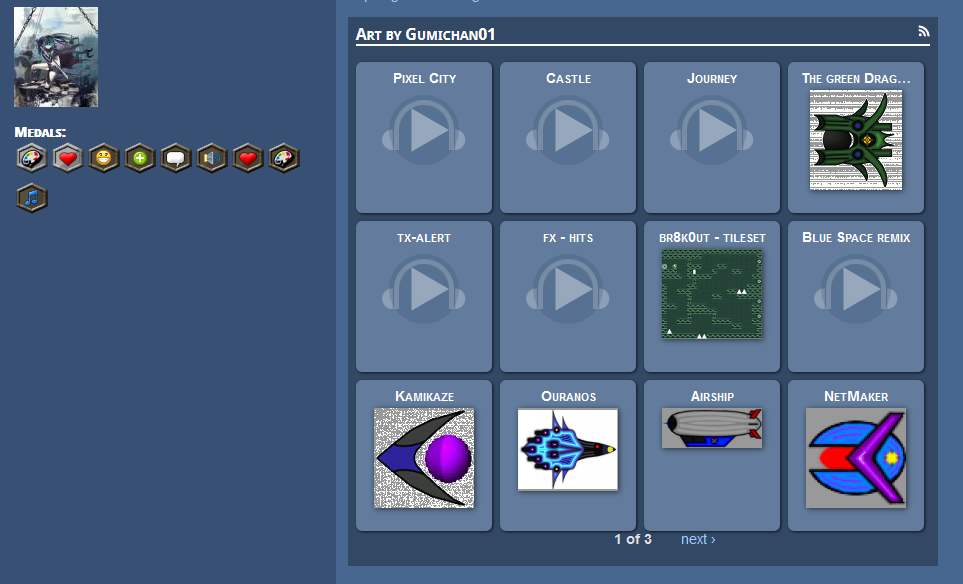 Medals:
Art by Gumichan01
Pixel City
Castle
Journey
The green Drag...
tx-alert
fx - hits
br8k0ut - tileset
Blue Space remix
Kamikaze
Ouranos
Airship
NetMaker
1 of 3 next ›